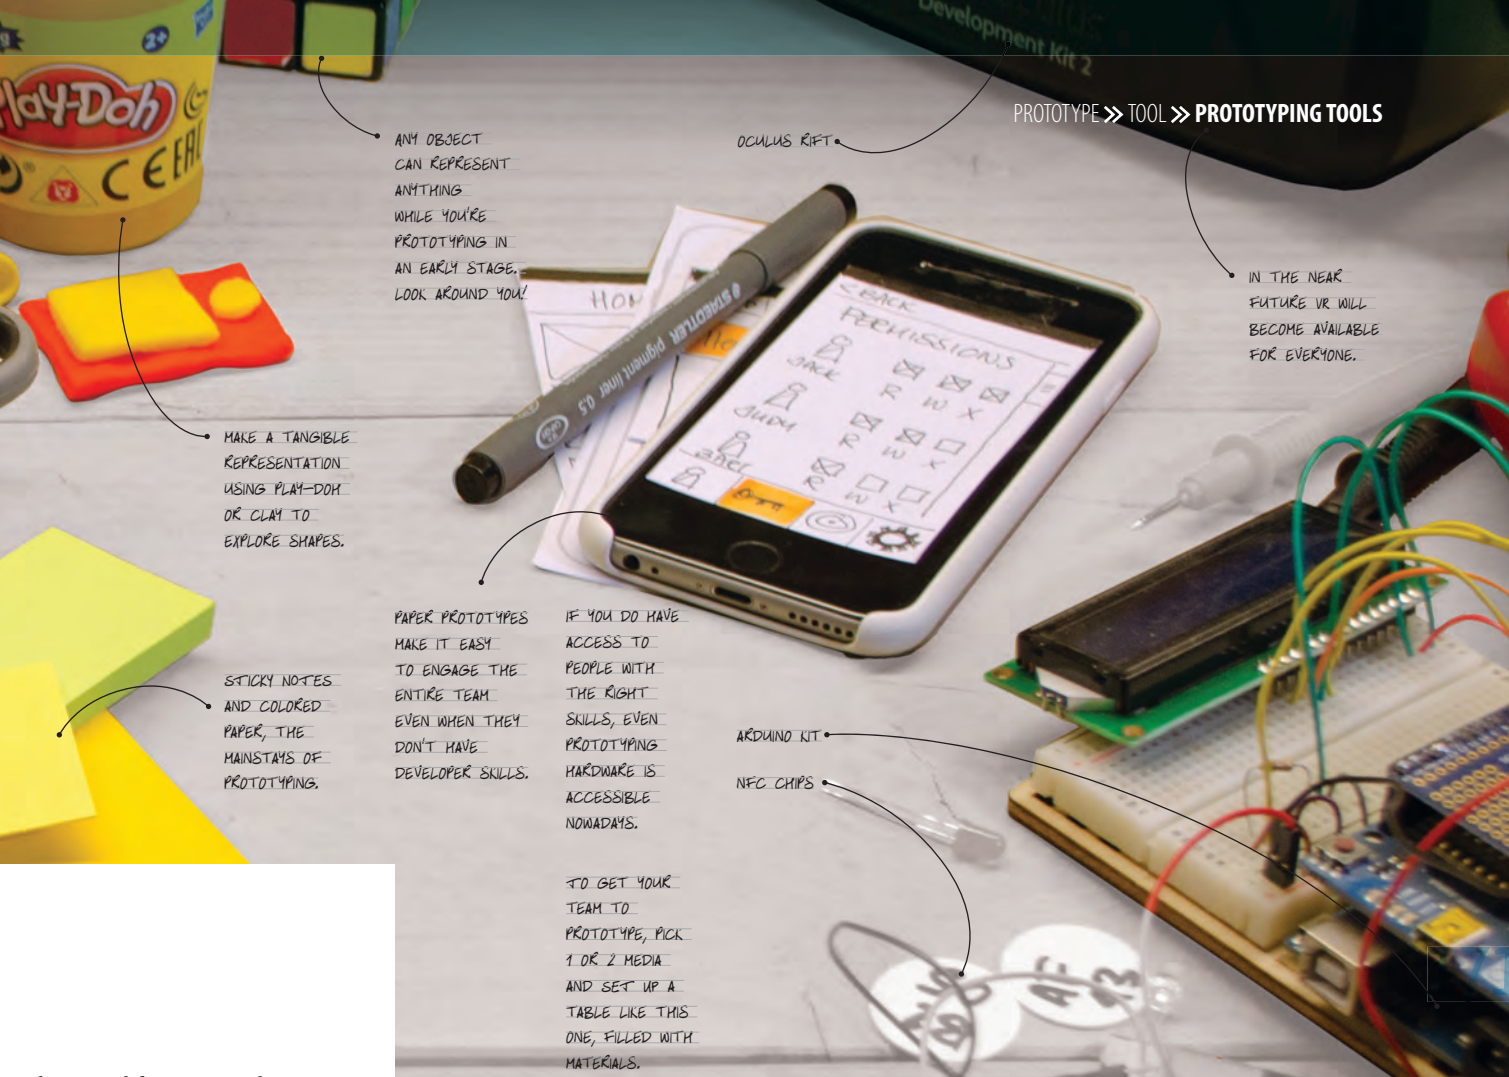 Development Kit 2
PROTOTYPE >> TOOL >> PROTOTYPING TOOLS
2+
Play-Doh
CE EAC
ANY OBJECT
CAN REPRESENT
ANYTHING
WHILE YOU'RE
PROTOTYPING IN
AN EARLY STAGE.
LOOK AROUND YOU!
OCULUS RIFT
IN THE NEAR
FUTURE VR WILL
BECOME AVAILABLE
FOR EVERYONE.
HOM
STAEDTLER pigment liner 0.5
< BACK
PERMISSIONS
JACK
R W X
JUDY
R W X
R W X
MAKE A TANGIBLE
REPRESENTATION
USING PLAY-DOH
OR CLAY TO
EXPLORE SHAPES.
STICKY NOTES
AND COLORED
PAPER, THE
MAINSTAYS OF
PROTOTYPING.
PAPER PROTOTYPES
MAKE IT EASY
TO ENGAGE THE
ENTIRE TEAM
EVEN WHEN THEY
DON'T HAVE
DEVELOPER SKILLS.
IF YOU DO HAVE
ACCESS TO
PEOPLE WITH
THE RIGHT
SKILLS, EVEN
PROTOTYPING
HARDWARE IS
ACCESSIBLE
NOWADAYS.
TO GET YOUR
TEAM TO
PROTOTYPE, PICK
1 OR 2 MEDIA
AND SET UP A
TABLE LIKE THIS
ONE, FILLED WITH
MATERIALS.
ARDUINO KIT
NFC CHIPS